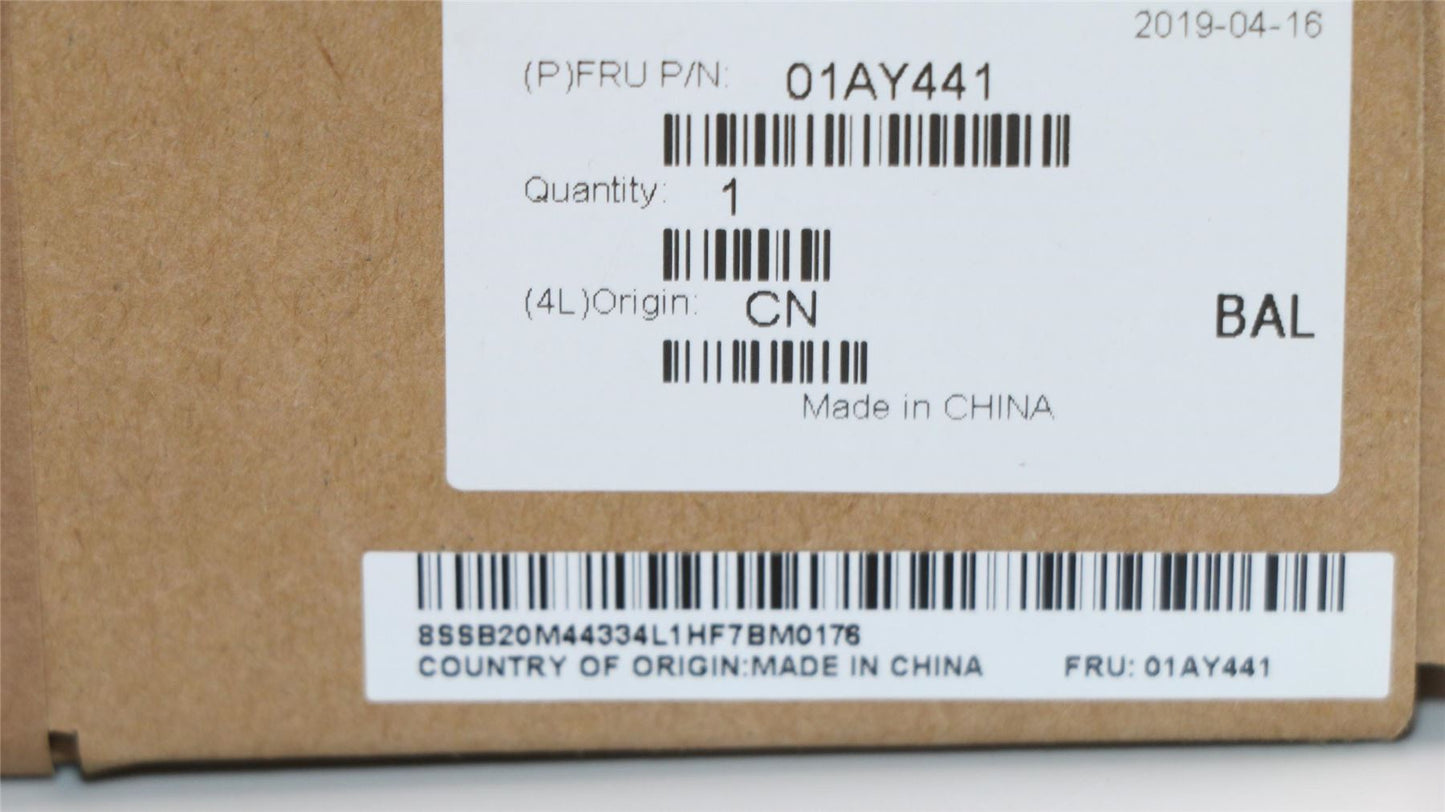 2019-04-16
(P)FRU P/N: 01AY441
Quantity: 1
(4L)Origin: CN
BAL
Made in CHINA
8SSB20M44334L1HF7BM0176
COUNTRY OF ORIGIN:MADE IN CHINA FRU: 01AY441